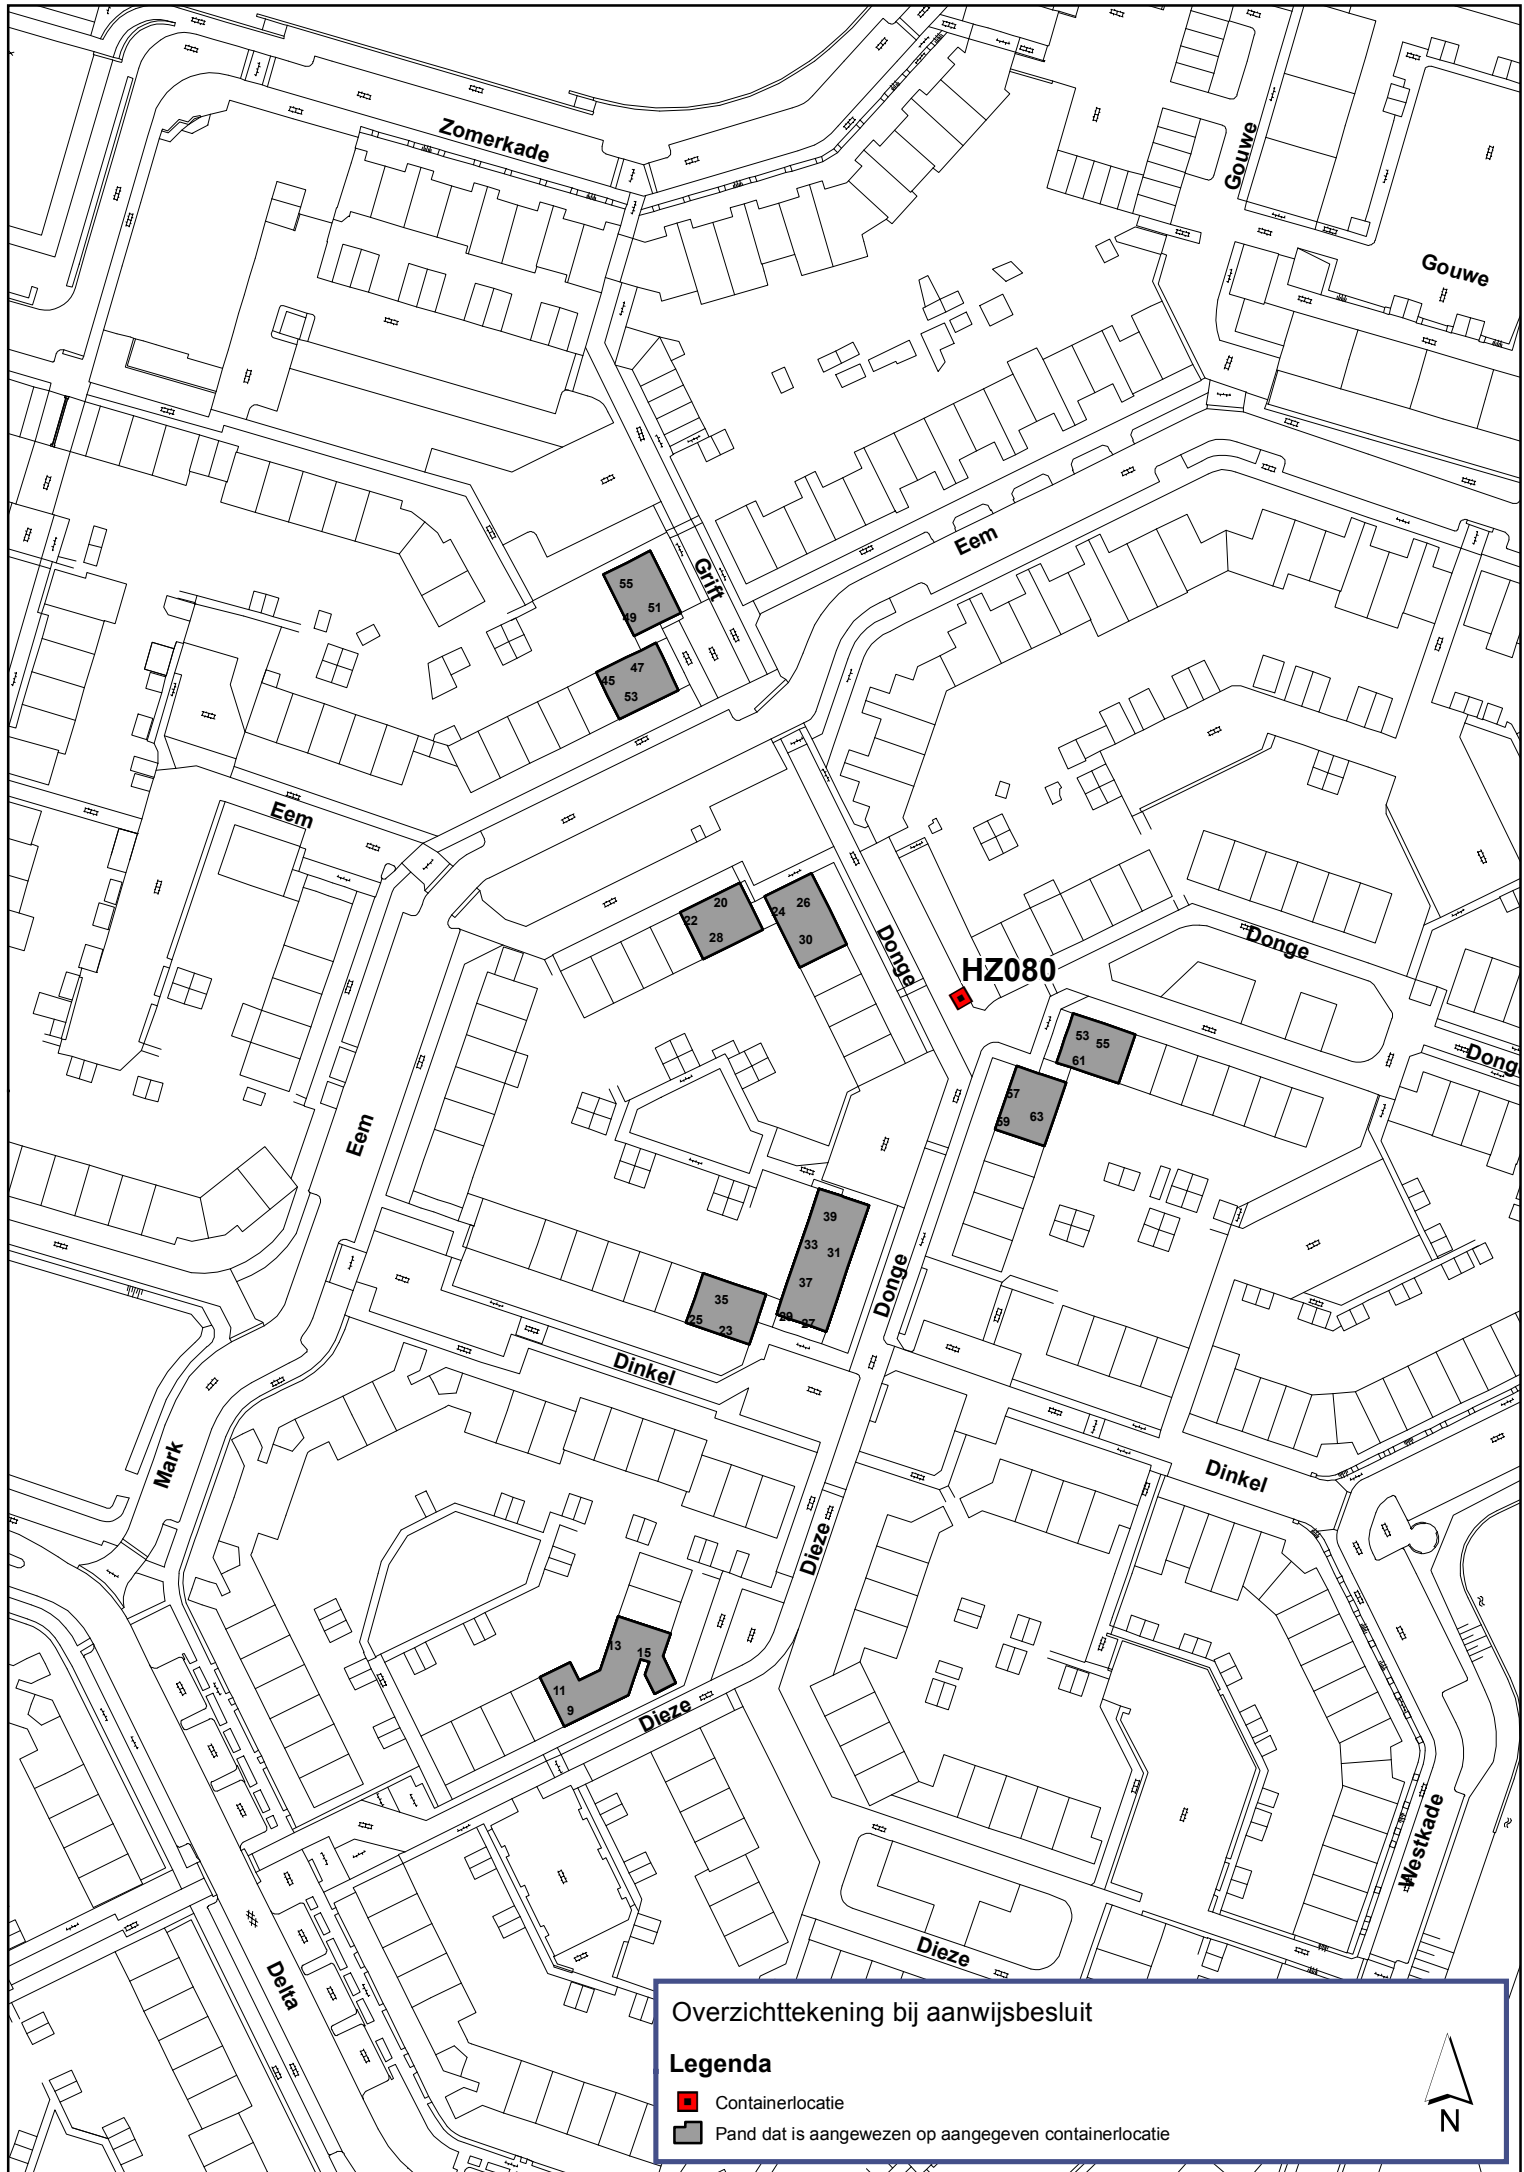 Zomerkade
Gouwe
Gouwe
Eem
Grift
55
51
49
47
45
53
Eem
20
22
28
26
24
30
Donge
HZ080
Donge
Donge
53
55
61
57
59
63
Eem
39
33
31
37
29
27
35
25
23
Donge
Dinkel
Mark
Dinkel
Dieze
13
15
11
9
Dieze
Westkade
Dieze
Delta
Overzichttekening bij aanwijsbesluit
Legenda
Containerlocatie
Pand dat is aangewezen op aangegeven containerlocatie
N